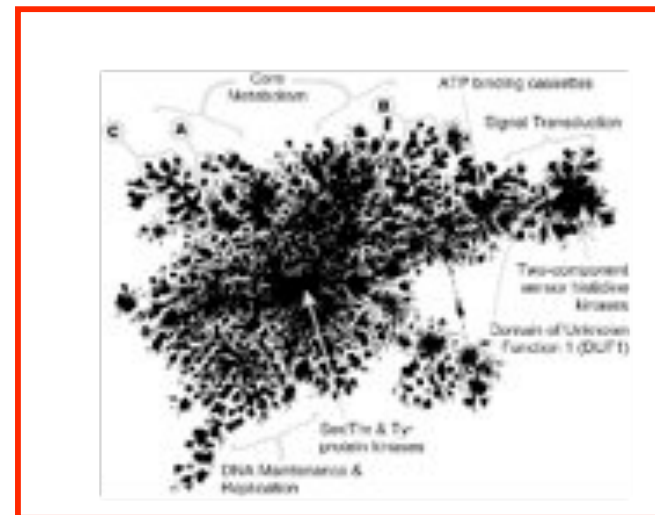 Core
Metabolism
ATP binding cassettes
B
Signal Transduction
C
A
Two-component
sensor histidine
kinases
Domain of Unknown
Function 1 (DUF1)
Ser/Thr & Tyr
protein kinases
DNA Maintenance &
Replication